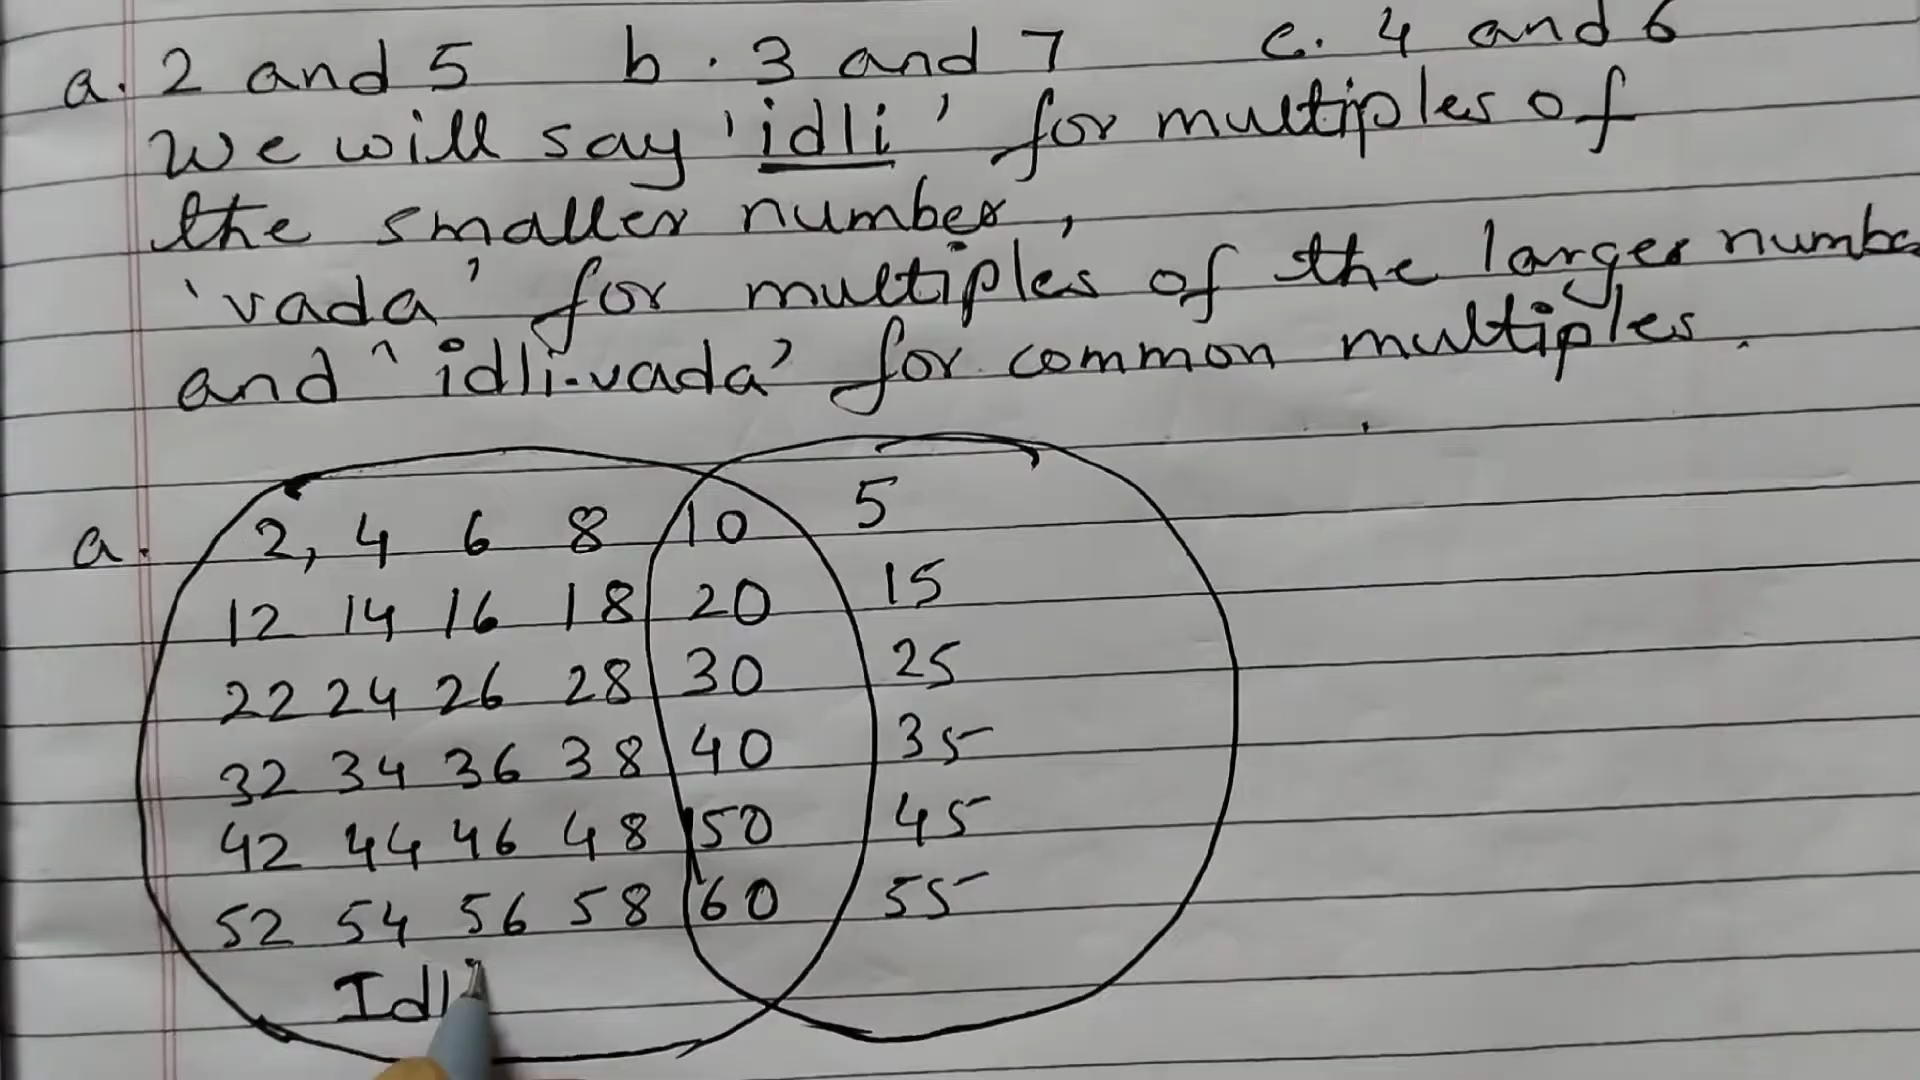 a. 2 and 5 b. 3 and 7 c. 4 and 6
We will say 'idli' for multiples of
the smaller number,
'vada' for multiples of the larger numbe
and 'idli-vada' for common multiples.
a. 2, 4 6 8 10 5
12 14 16 18 20 15
22 24 26 28 30 25
32 34 36 38 40 35
42 44 46 48 50 45
52 54 56 58 60 55
Idl